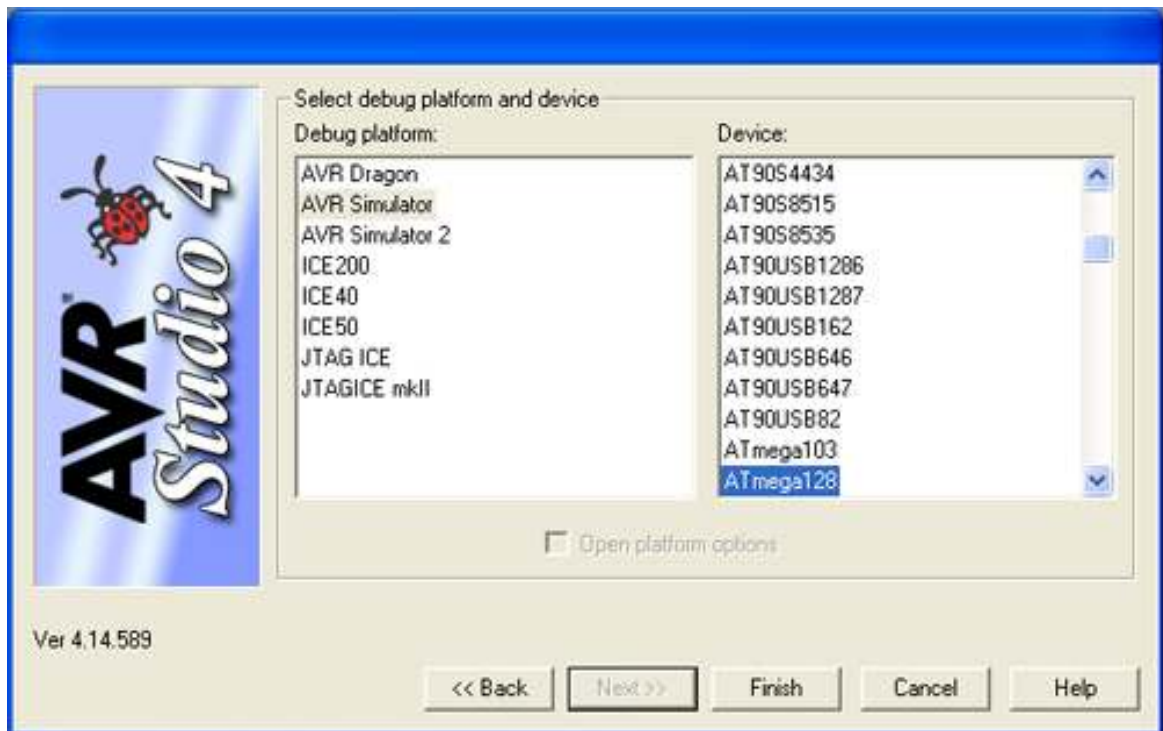 AVR®
Studio 4
Select debug platform and device
Debug platform:
AVR Dragon
AVR Simulator
AVR Simulator 2
ICE200
ICE40
ICE50
JTAG ICE
JTAGICE mkII
Device:
AT90S4434
AT90S8515
AT90S8535
AT90USB1286
AT90USB1287
AT90USB162
AT90USB646
AT90USB647
AT90USB82
ATmega103
ATmega128
Open platform options
Ver 4.14.589
<< Back
Next >>
Finish
Cancel
Help